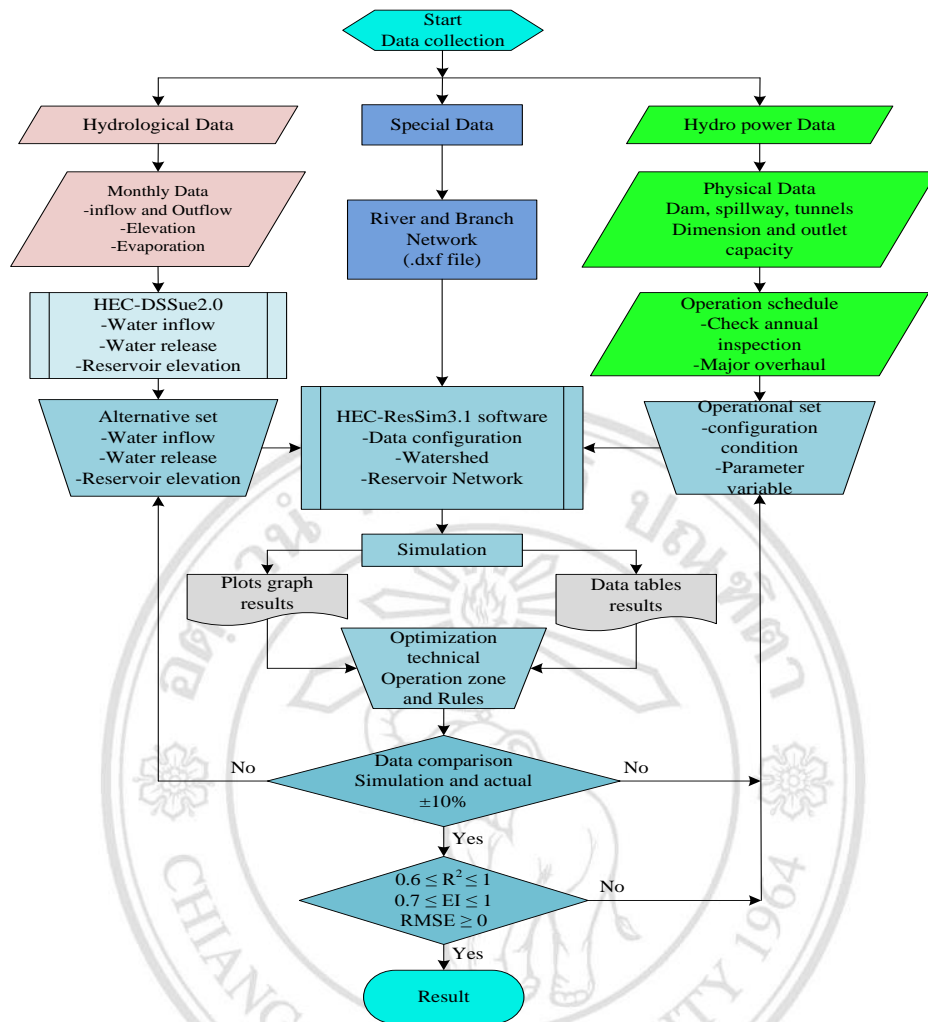 Start
Data collection
Hydrological Data
Special Data
Hydro power Data
Monthly Data
-inflow and Outflow
-Elevation
-Evaporation
River and Branch
Network
(.dxf file)
Physical Data
Dam, spillway, tunnels
Dimension and outlet
capacity
HEC-DSSue2.0
-Water inflow
-Water release
-Reservoir elevation
Operation schedule
-Check annual
inspection
-Major overhaul
Alternative set
-Water inflow
-Water release
-Reservoir elevation
HEC-ResSim3.1 software
-Data configuration
-Watershed
-Reservoir Network
Operational set
-configuration
condition
-Parameter
variable
Simulation
Plots graph
results
Data tables
results
Optimization
technical
Operation zone
and Rules
No
Data comparison
Simulation and actual
±10%
No
Yes
0.6 ≤ R² ≤ 1
0.7 ≤ EI ≤ 1
RMSE ≥ 0
No
Yes
Result
1964